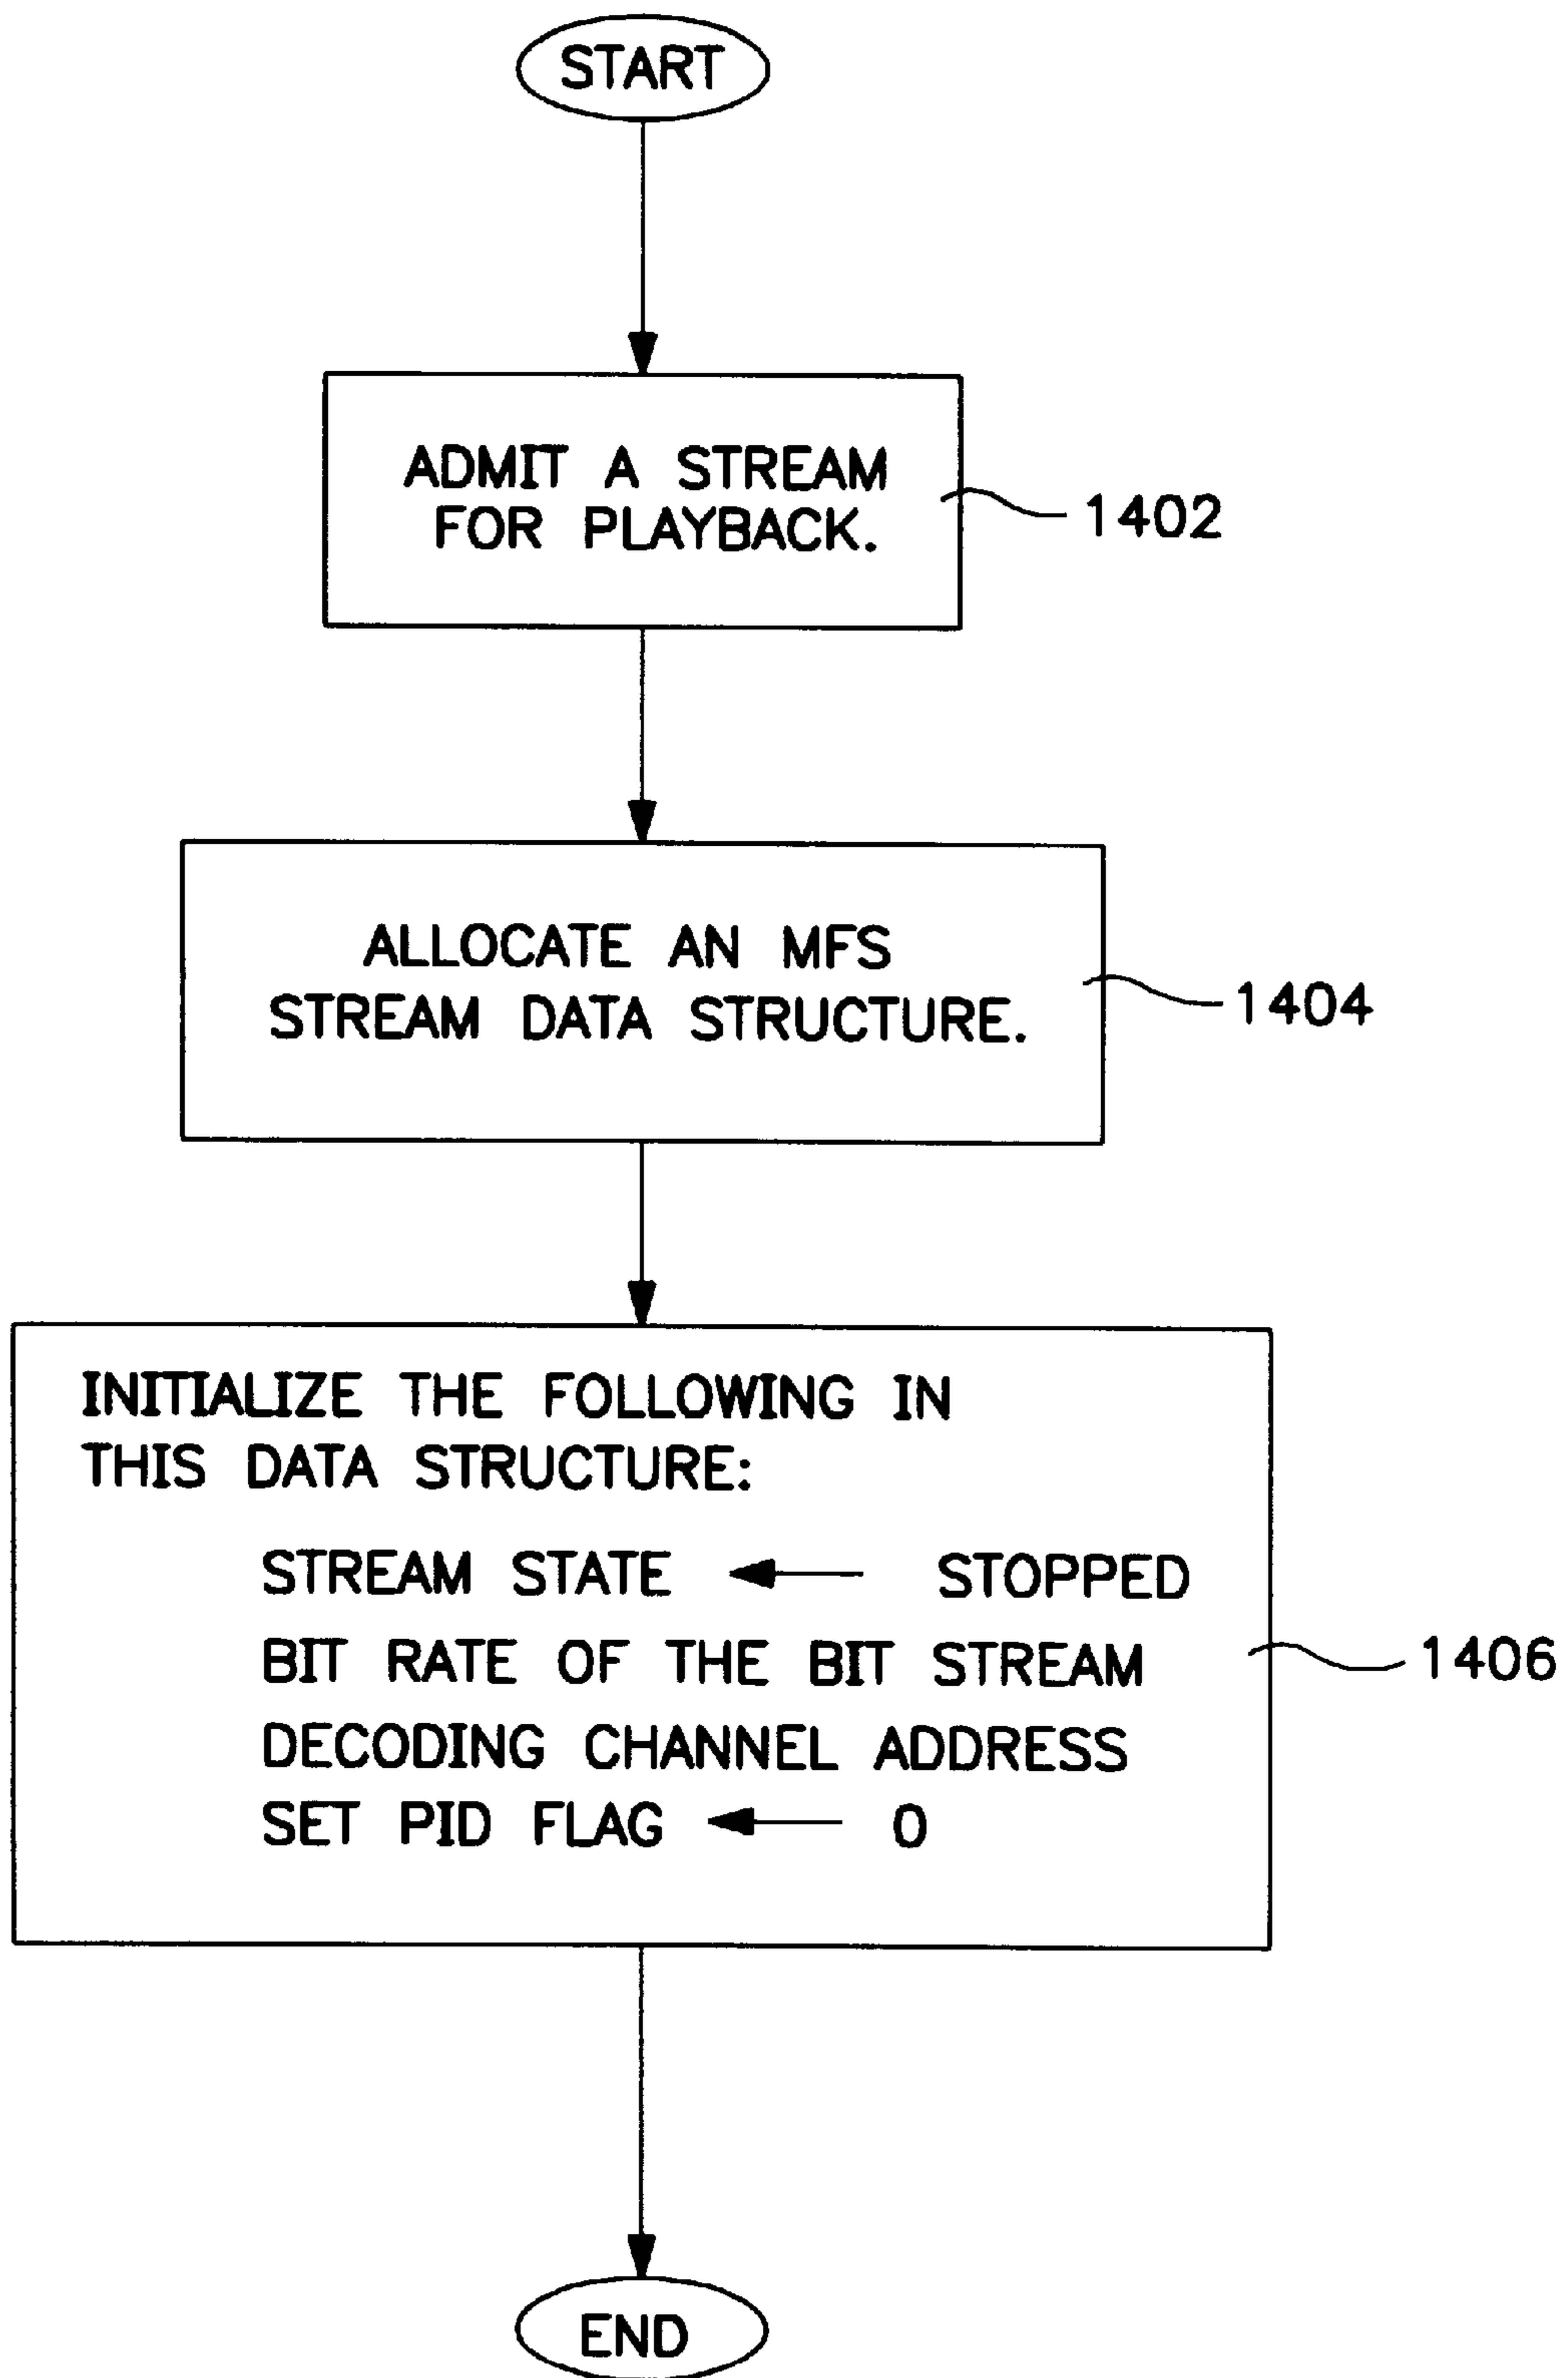 START
ADMIT A STREAM
FOR PLAYBACK.
1402
ALLOCATE AN MFS
STREAM DATA STRUCTURE.
1404
INITIALIZE THE FOLLOWING IN
THIS DATA STRUCTURE:
STREAM STATE ← STOPPED
BIT RATE OF THE BIT STREAM
DECODING CHANNEL ADDRESS
SET PID FLAG ← 0
1406
END